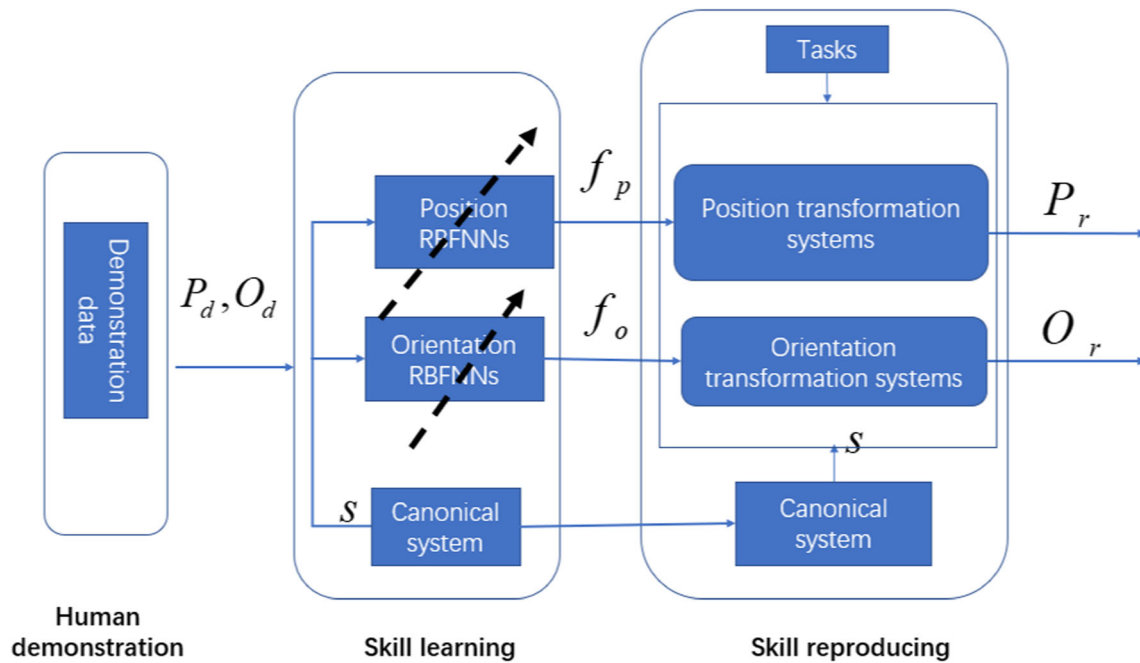 Demonstration
data
P_d, O_d
Position
RBFNNs
Orientation
RBFNNs
s
Canonical
system
f_p
f_o
Tasks
Position transformation
systems
Orientation
transformation systems
s
Canonical
system
P_r
O_r
Human
demonstration
Skill learning
Skill reproducing